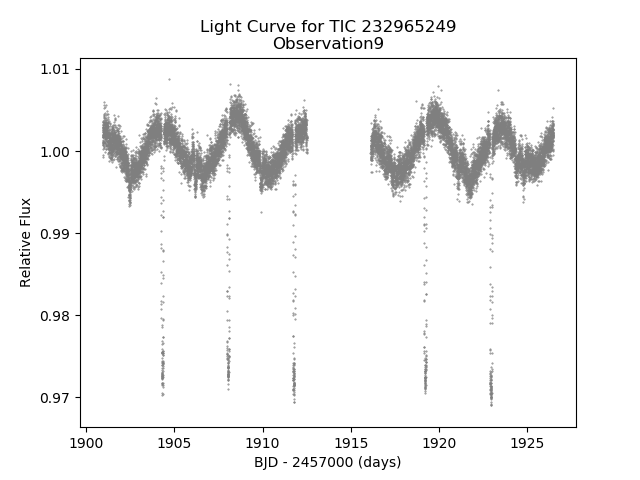 Light Curve for TIC 232965249
Observation9
1.01
1.00
0.99
0.98
0.97
Relative Flux
1900 1905 1910 1915 1920 1925
BJD - 2457000 (days)